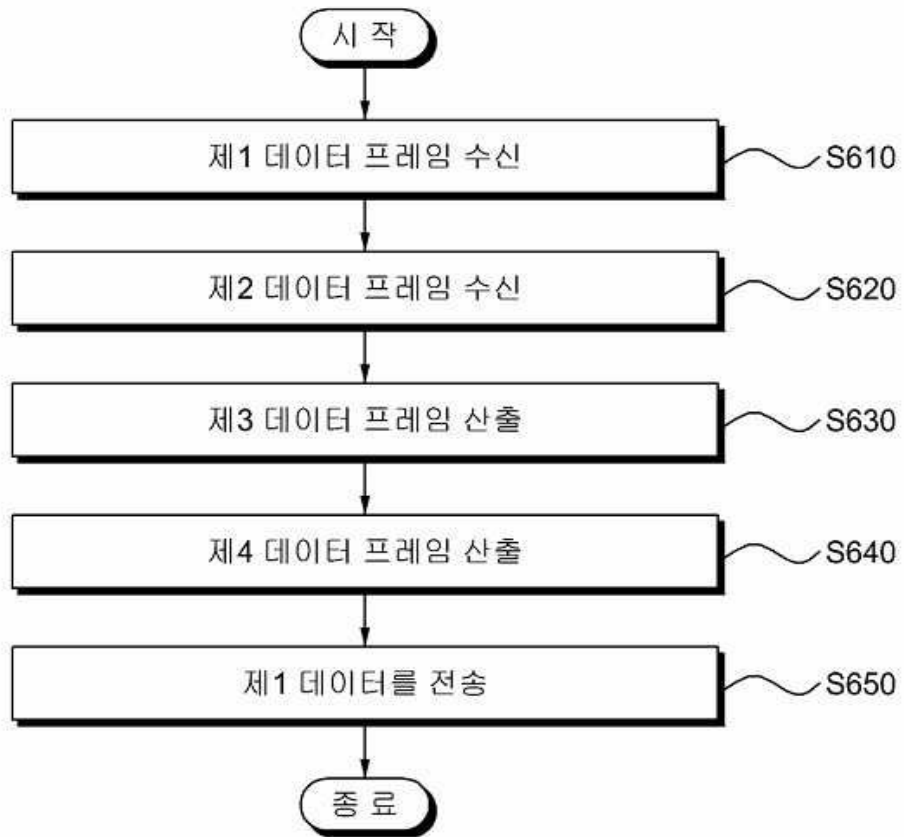 시 작
제1 데이터 프레임 수신 S610
제2 데이터 프레임 수신 S620
제3 데이터 프레임 산출 S630
제4 데이터 프레임 산출 S640
제1 데이터를 전송 S650
종 료